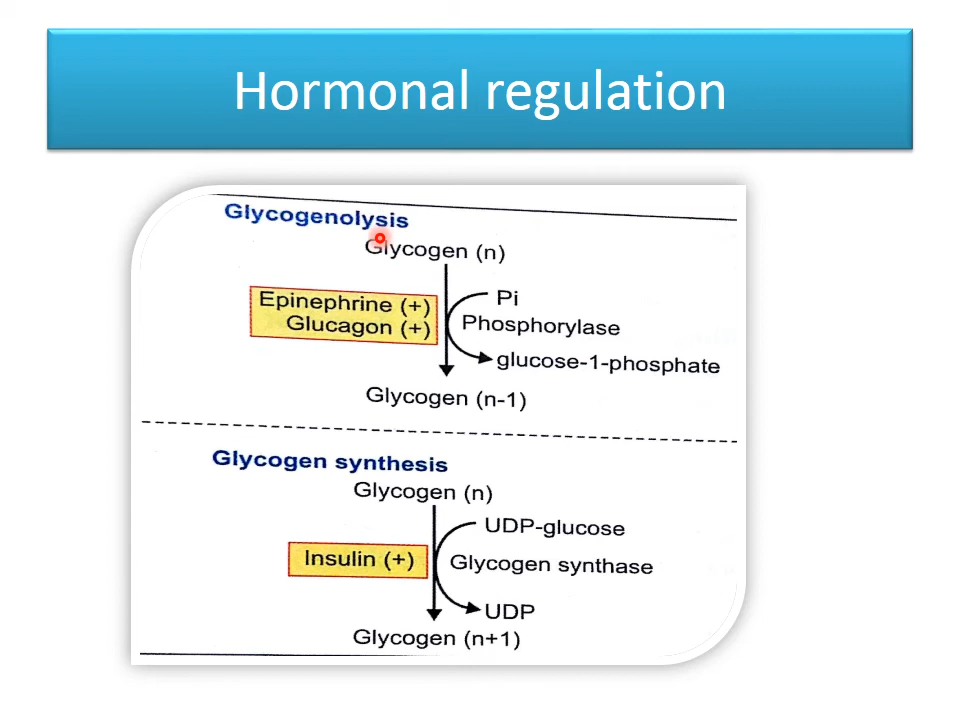 Hormonal regulation
Glycogenolysis
Glycogen (n)
Epinephrine (+)
Glucagon (+)
Pi
Phosphorylase
glucose-1-phosphate
Glycogen (n-1)
Glycogen synthesis
Glycogen (n)
UDP-glucose
Insulin (+)
Glycogen synthase
UDP
Glycogen (n+1)